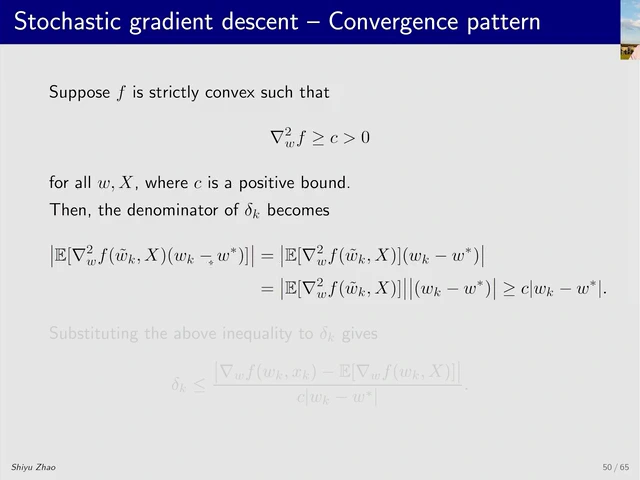 Stochastic gradient descent – Convergence pattern
Suppose f is strictly convex such that
∇²_w f ≥ c > 0
for all w, X, where c is a positive bound.
Then, the denominator of δ_k becomes
|E[∇²_w f(w̃_k, X)(w_k − w*)]| = |E[∇²_w f(w̃_k, X)](w_k − w*)|
= |E[∇²_w f(w̃_k, X)]||(w_k − w*)| ≥ c|w_k − w*|.
Substituting the above inequality to δ_k gives
δ_k ≤ |∇_w f(w_k, x_k) − E[∇_w f(w_k, X)]| / c|w_k − w*| .
Shiyu Zhao
50 / 65